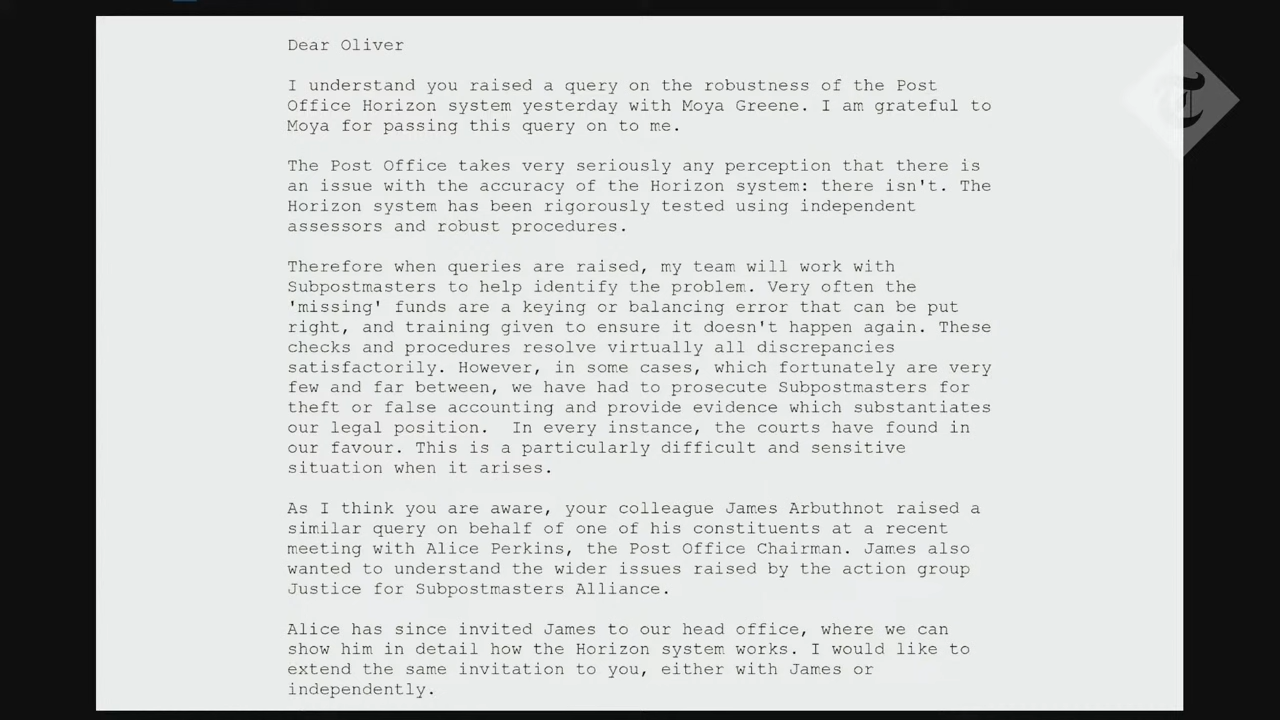 Dear Oliver
I understand you raised a query on the robustness of the Post
Office Horizon system yesterday with Moya Greene. I am grateful to
Moya for passing this query on to me.
The Post Office takes very seriously any perception that there is
an issue with the accuracy of the Horizon system: there isn't. The
Horizon system has been rigorously tested using independent
assessors and robust procedures.
Therefore when queries are raised, my team will work with
Subpostmasters to help identify the problem. Very often the
'missing' funds are a keying or balancing error that can be put
right, and training given to ensure it doesn't happen again. These
checks and procedures resolve virtually all discrepancies
satisfactorily. However, in some cases, which fortunately are very
few and far between, we have had to prosecute Subpostmasters for
theft or false accounting and provide evidence which substantiates
our legal position.  In every instance, the courts have found in
our favour. This is a particularly difficult and sensitive
situation when it arises.
As I think you are aware, your colleague James Arbuthnot raised a
similar query on behalf of one of his constituents at a recent
meeting with Alice Perkins, the Post Office Chairman. James also
wanted to understand the wider issues raised by the action group
Justice for Subpostmasters Alliance.
Alice has since invited James to our head office, where we can
show him in detail how the Horizon system works. I would like to
extend the same invitation to you, either with James or
independently.